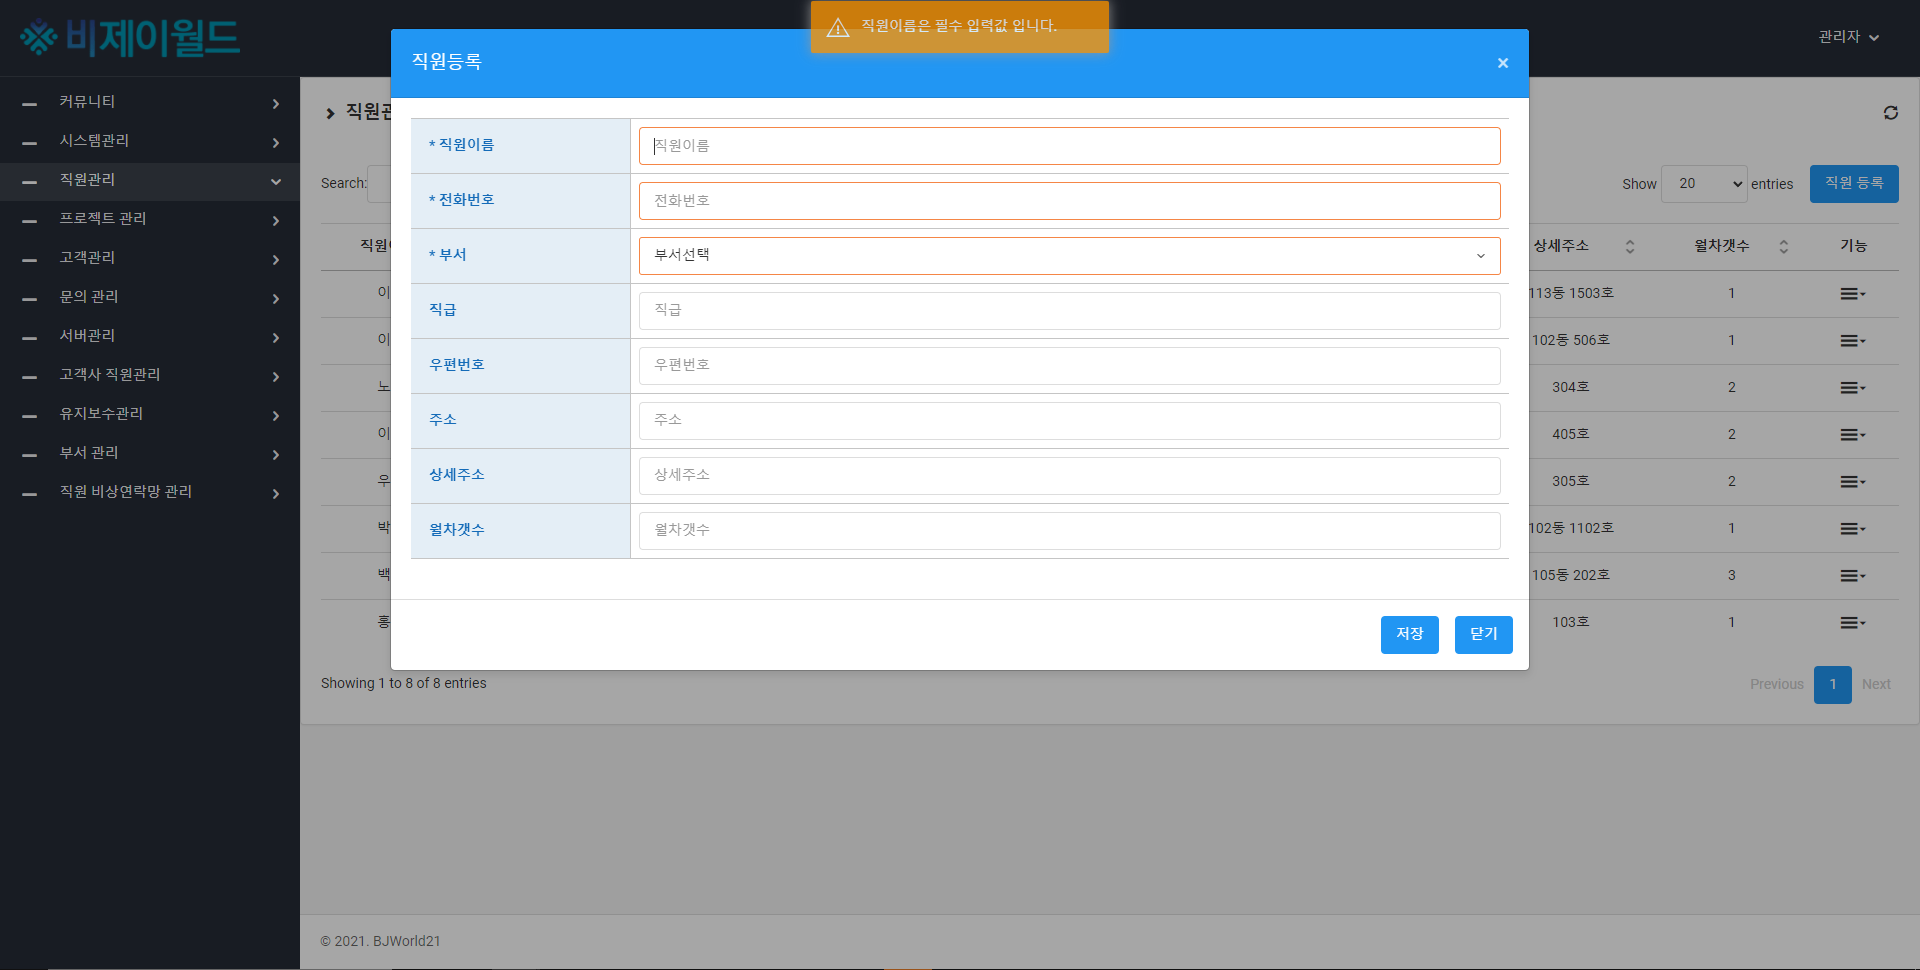 비제이월드
직원이름은 필수 입력값 입니다.
관리자
커뮤니티
시스템관리
직원관리
프로젝트 관리
고객관리
문의 관리
서버관리
고객사 직원관리
유지보수관리
부서 관리
직원 비상연락망 관리
직원등록
×
* 직원이름
직원이름
* 전화번호
전화번호
* 부서
부서선택
직급
직급
우편번호
우편번호
주소
주소
상세주소
상세주소
월차갯수
월차갯수
저장 닫기
Search:
Show 20 entries
직원 등록
상세주소 월차갯수 기능
이 113동 1503호 1
이 102동 506호 1
노 304호 2
이 405호 2
우 305호 2
박 102동 1102호 1
백 105동 202호 3
홍 103호 1
Showing 1 to 8 of 8 entries
Previous 1 Next
© 2021. BJWorld21